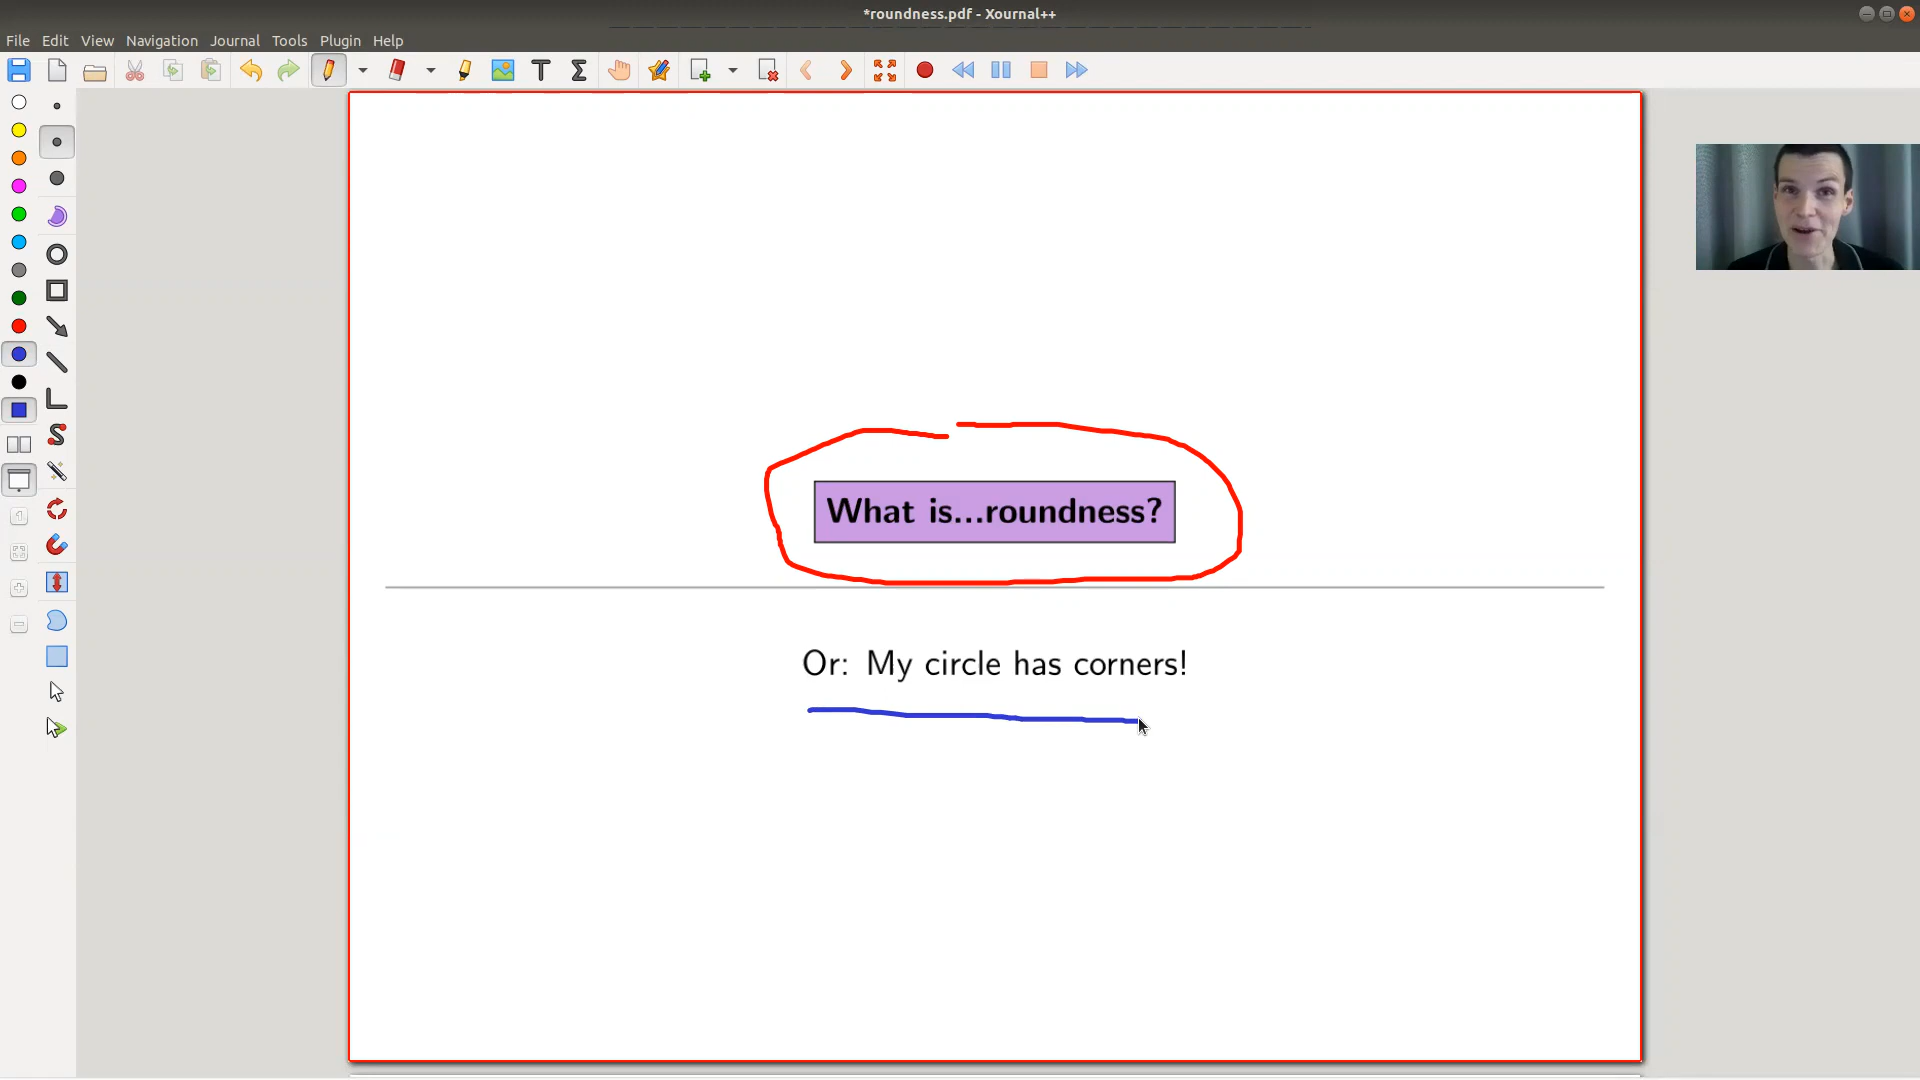 *roundness.pdf - Xournal++
File Edit View Navigation Journal Tools Plugin Help
What is...roundness?
Or: My circle has corners!